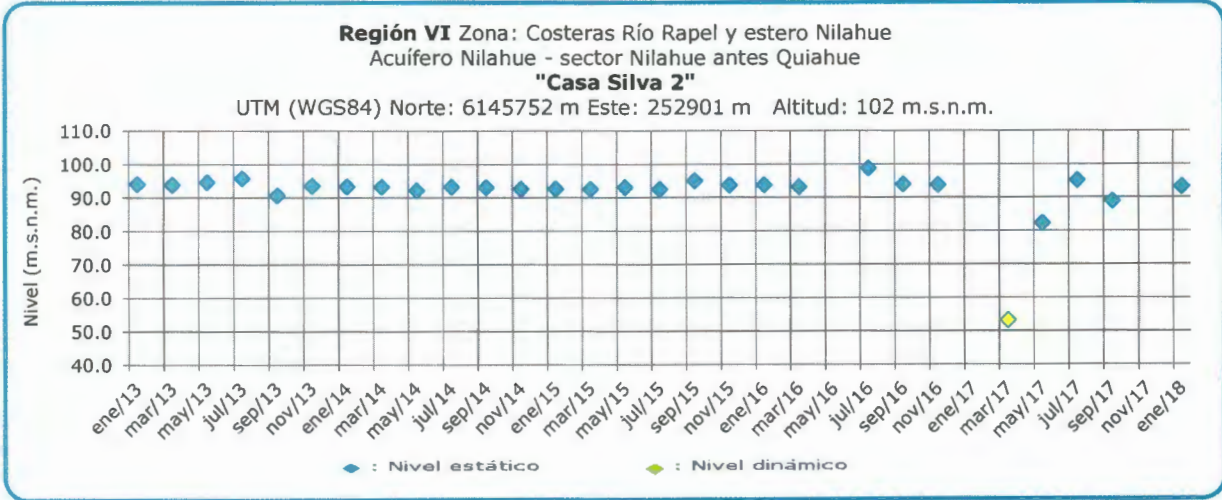 Región VI Zona: Costeras Río Rapel y estero Nilahue
Acuífero Nilahue - sector Nilahue antes Quiahue
"Casa Silva 2"
UTM (WGS84) Norte: 6145752 m Este: 252901 m Altitud: 102 m.s.n.m.
Nivel (m.s.n.m.)
110.0
100.0
90.0
80.0
70.0
60.0
50.0
40.0
ene/13 mar/13 may/13 jul/13 sep/13 nov/13 ene/14 mar/14 may/14 jul/14 sep/14 nov/14 ene/15 mar/15 may/15 jul/15 sep/15 nov/15 ene/16 mar/16 may/16 jul/16 sep/16 nov/16 ene/17 mar/17 may/17 jul/17 sep/17 nov/17 ene/18
: Nivel estático : Nivel dinámico